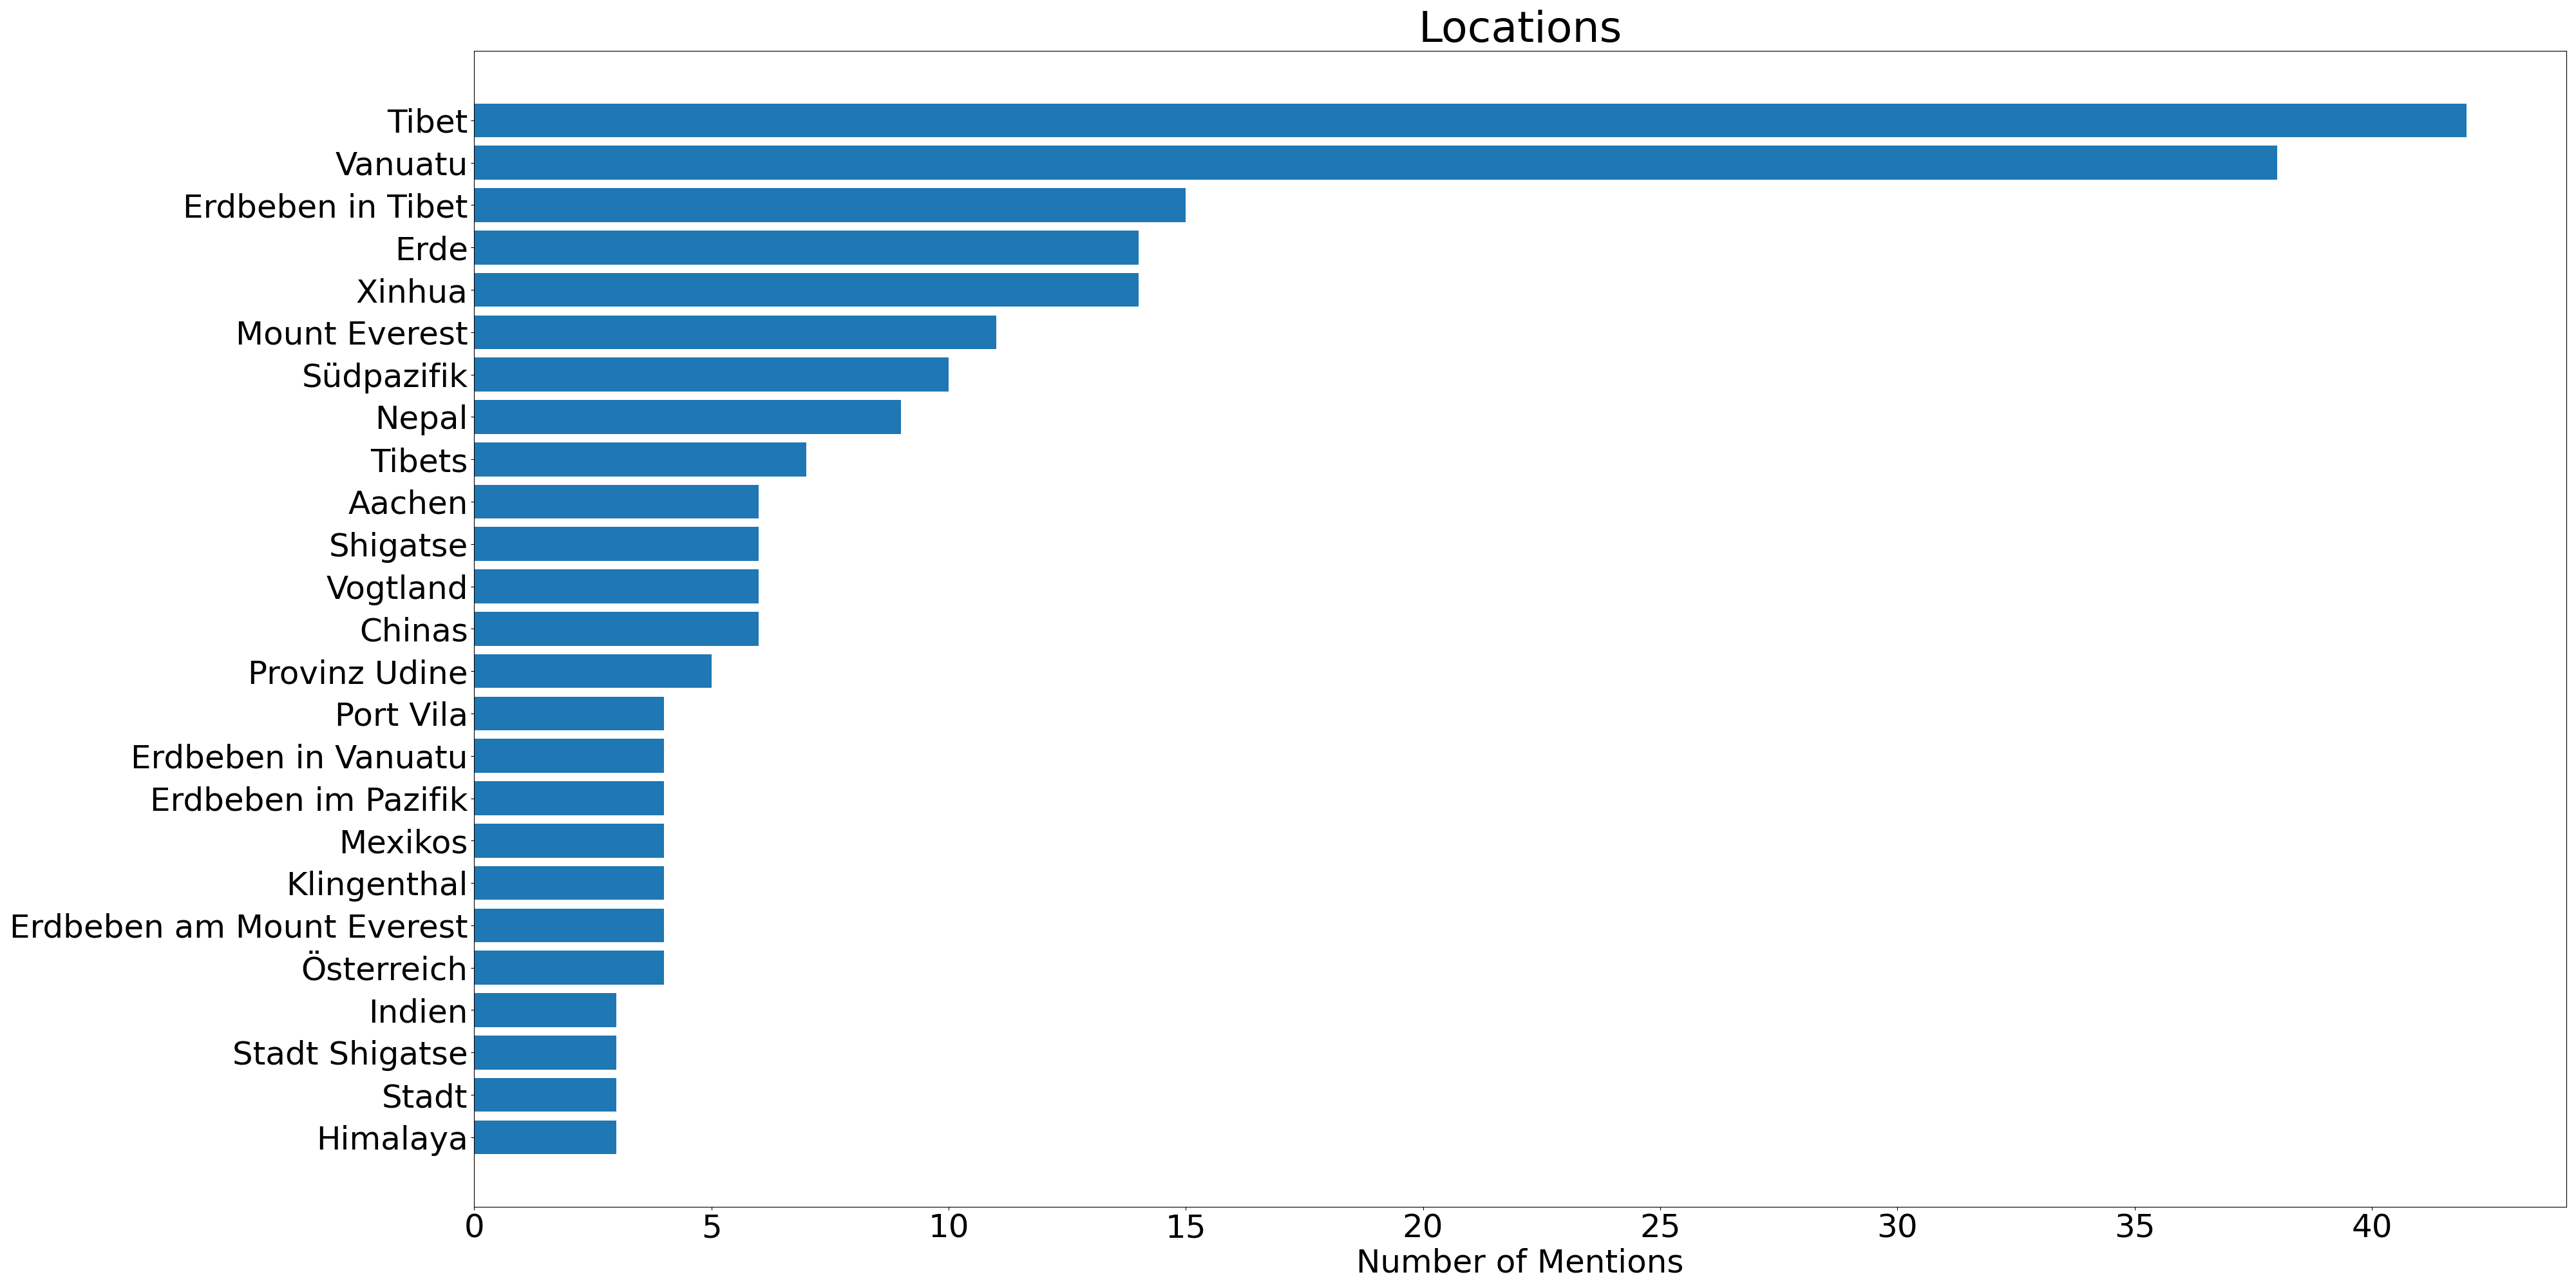 Locations
Tibet
Vanuatu
Erdbeben in Tibet
Erde
Xinhua
Mount Everest
Südpazifik
Nepal
Tibets
Aachen
Shigatse
Vogtland
Chinas
Provinz Udine
Port Vila
Erdbeben in Vanuatu
Erdbeben im Pazifik
Mexikos
Klingenthal
Erdbeben am Mount Everest
Österreich
Indien
Stadt Shigatse
Stadt
Himalaya
0 5 10 15 20 25 30 35 40
Number of Mentions